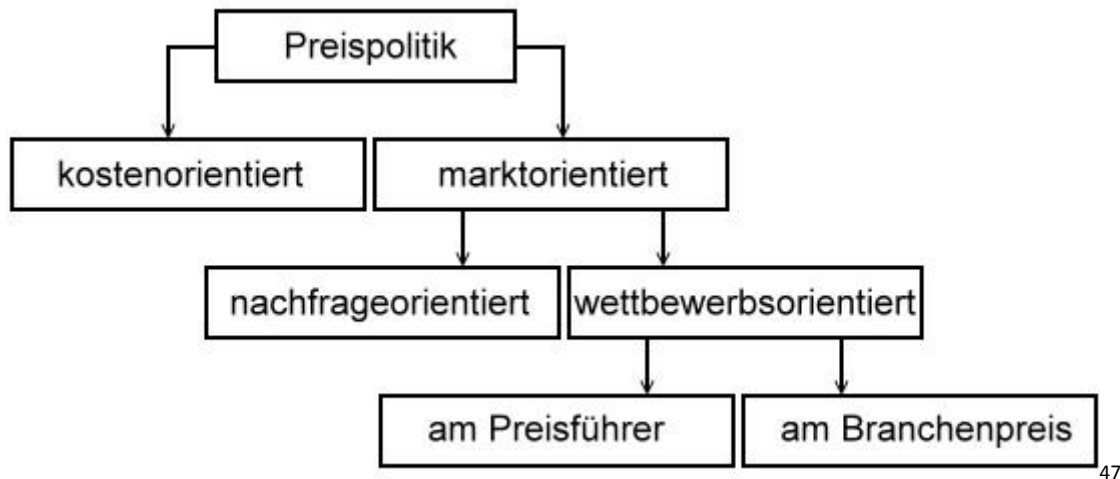 Preispolitik
kostenorientiert
marktorientiert
nachfrageorientiert
wettbewerbsorientiert
am Preisführer
am Branchenpreis
47